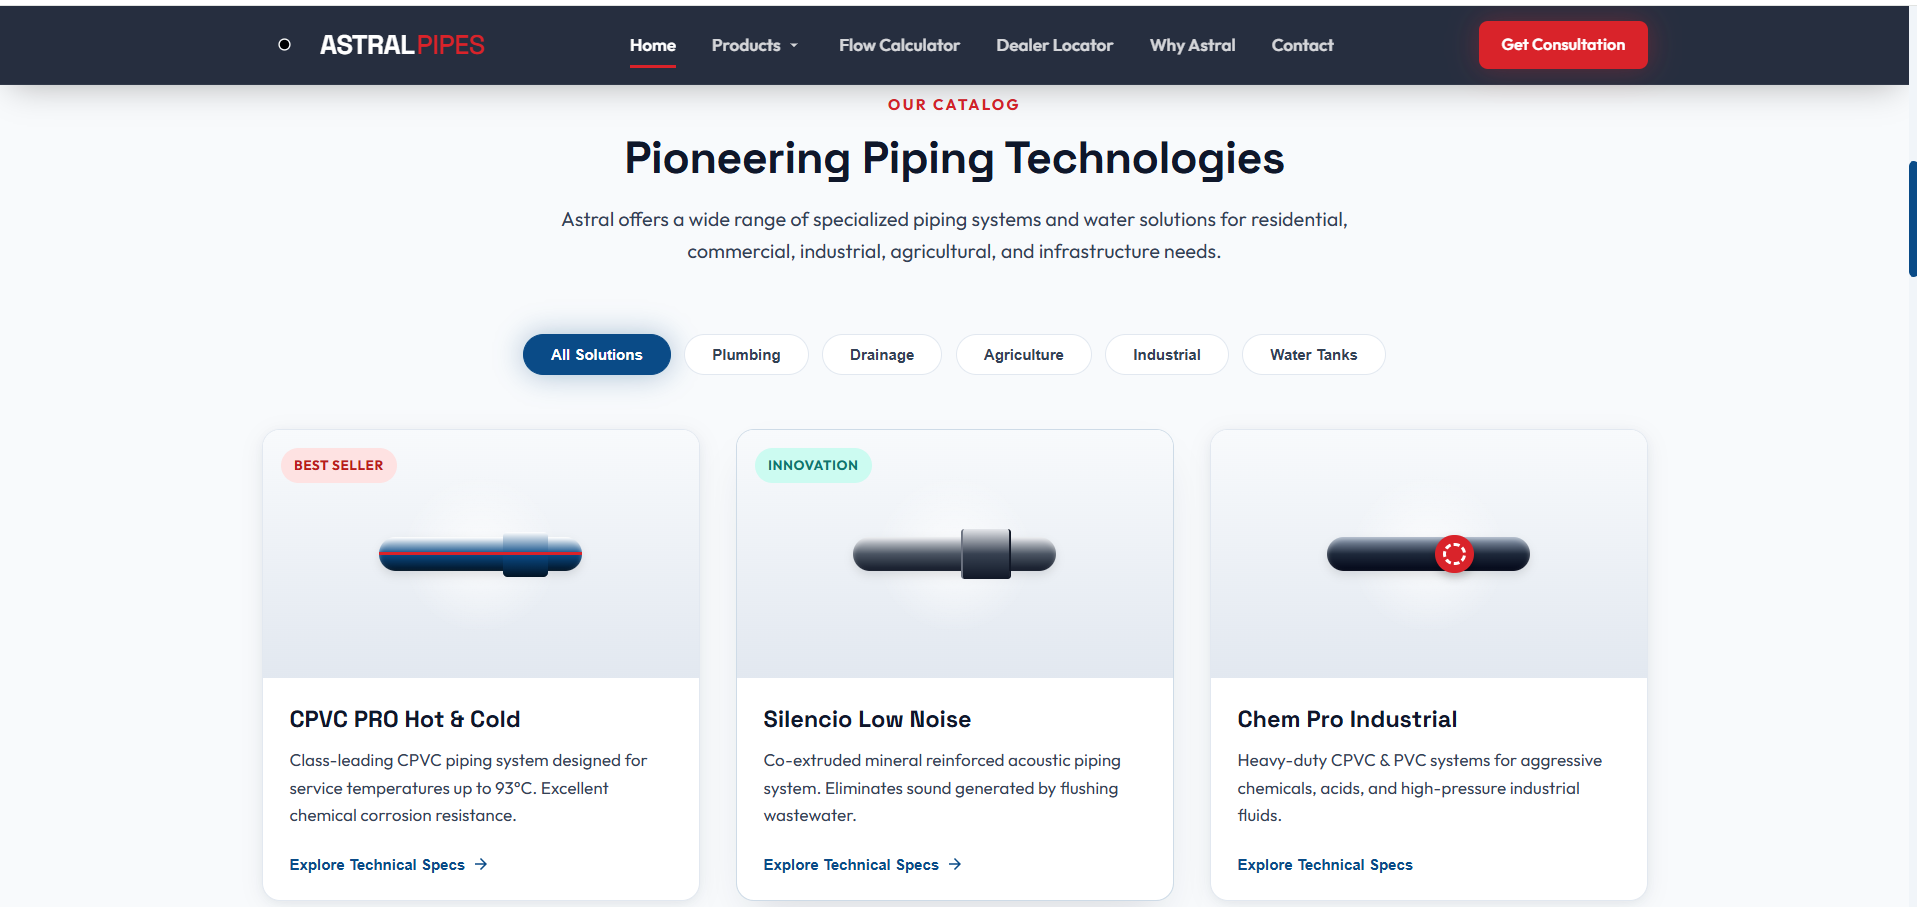 ASTRAL PIPES
Home Products Flow Calculator Dealer Locator Why Astral Contact Get Consultation
OUR CATALOG
Pioneering Piping Technologies
Astral offers a wide range of specialized piping systems and water solutions for residential,
commercial, industrial, agricultural, and infrastructure needs.
All Solutions Plumbing Drainage Agriculture Industrial Water Tanks
BEST SELLER
CPVC PRO Hot & Cold
Class-leading CPVC piping system designed for
service temperatures up to 93°C. Excellent
chemical corrosion resistance.
Explore Technical Specs →
INNOVATION
Silencio Low Noise
Co-extruded mineral reinforced acoustic piping
system. Eliminates sound generated by flushing
wastewater.
Explore Technical Specs →
Chem Pro Industrial
Heavy-duty CPVC & PVC systems for aggressive
chemicals, acids, and high-pressure industrial
fluids.
Explore Technical Specs